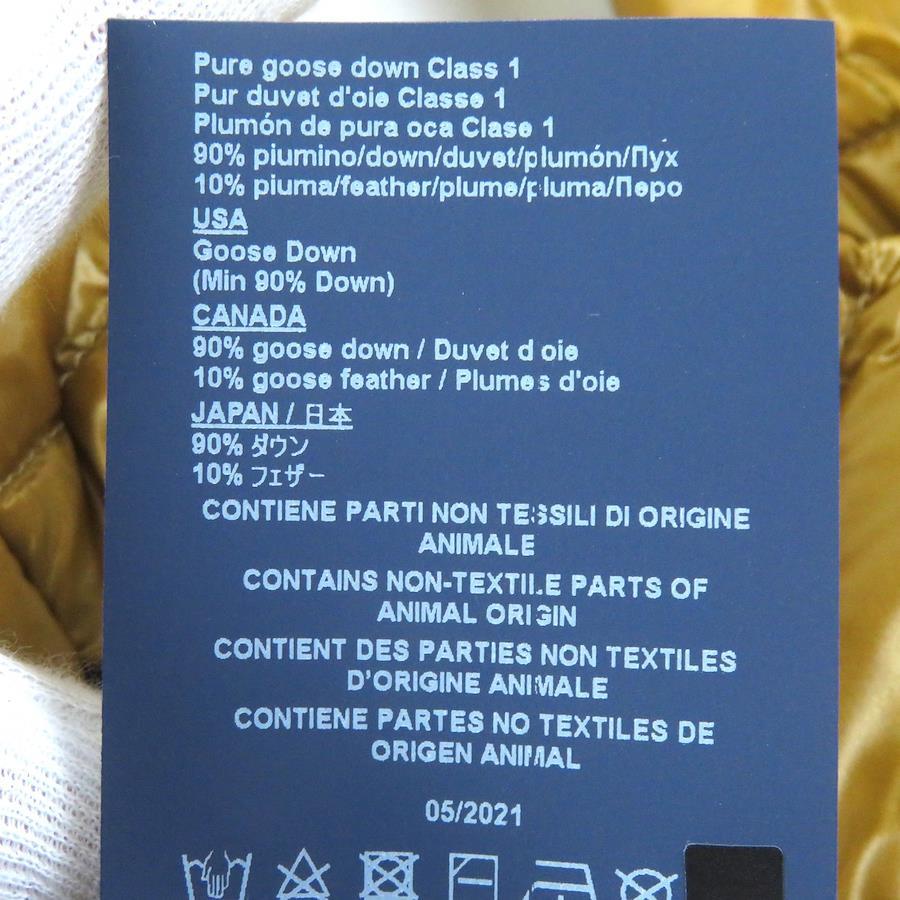 Pure goose down Class 1
Pur duvet d'oie Classe 1
Plumón de pura oca Clase 1
90% piumino/down/duvet/plumón/Пух
10% piuma/feather/plume/pluma/Перо
USA
Goose Down
(Min 90% Down)
CANADA
90% goose down / Duvet d oie
10% goose feather / Plumes d'oie
JAPAN / 日本
90% ダウン
10% フェザー
CONTIENE PARTI NON TESSILI DI ORIGINE
ANIMALE
CONTAINS NON-TEXTILE PARTS OF
ANIMAL ORIGIN
CONTIENT DES PARTIES NON TEXTILES
D'ORIGINE ANIMALE
CONTIENE PARTES NO TEXTILES DE
ORIGEN ANIMAL
05/2021